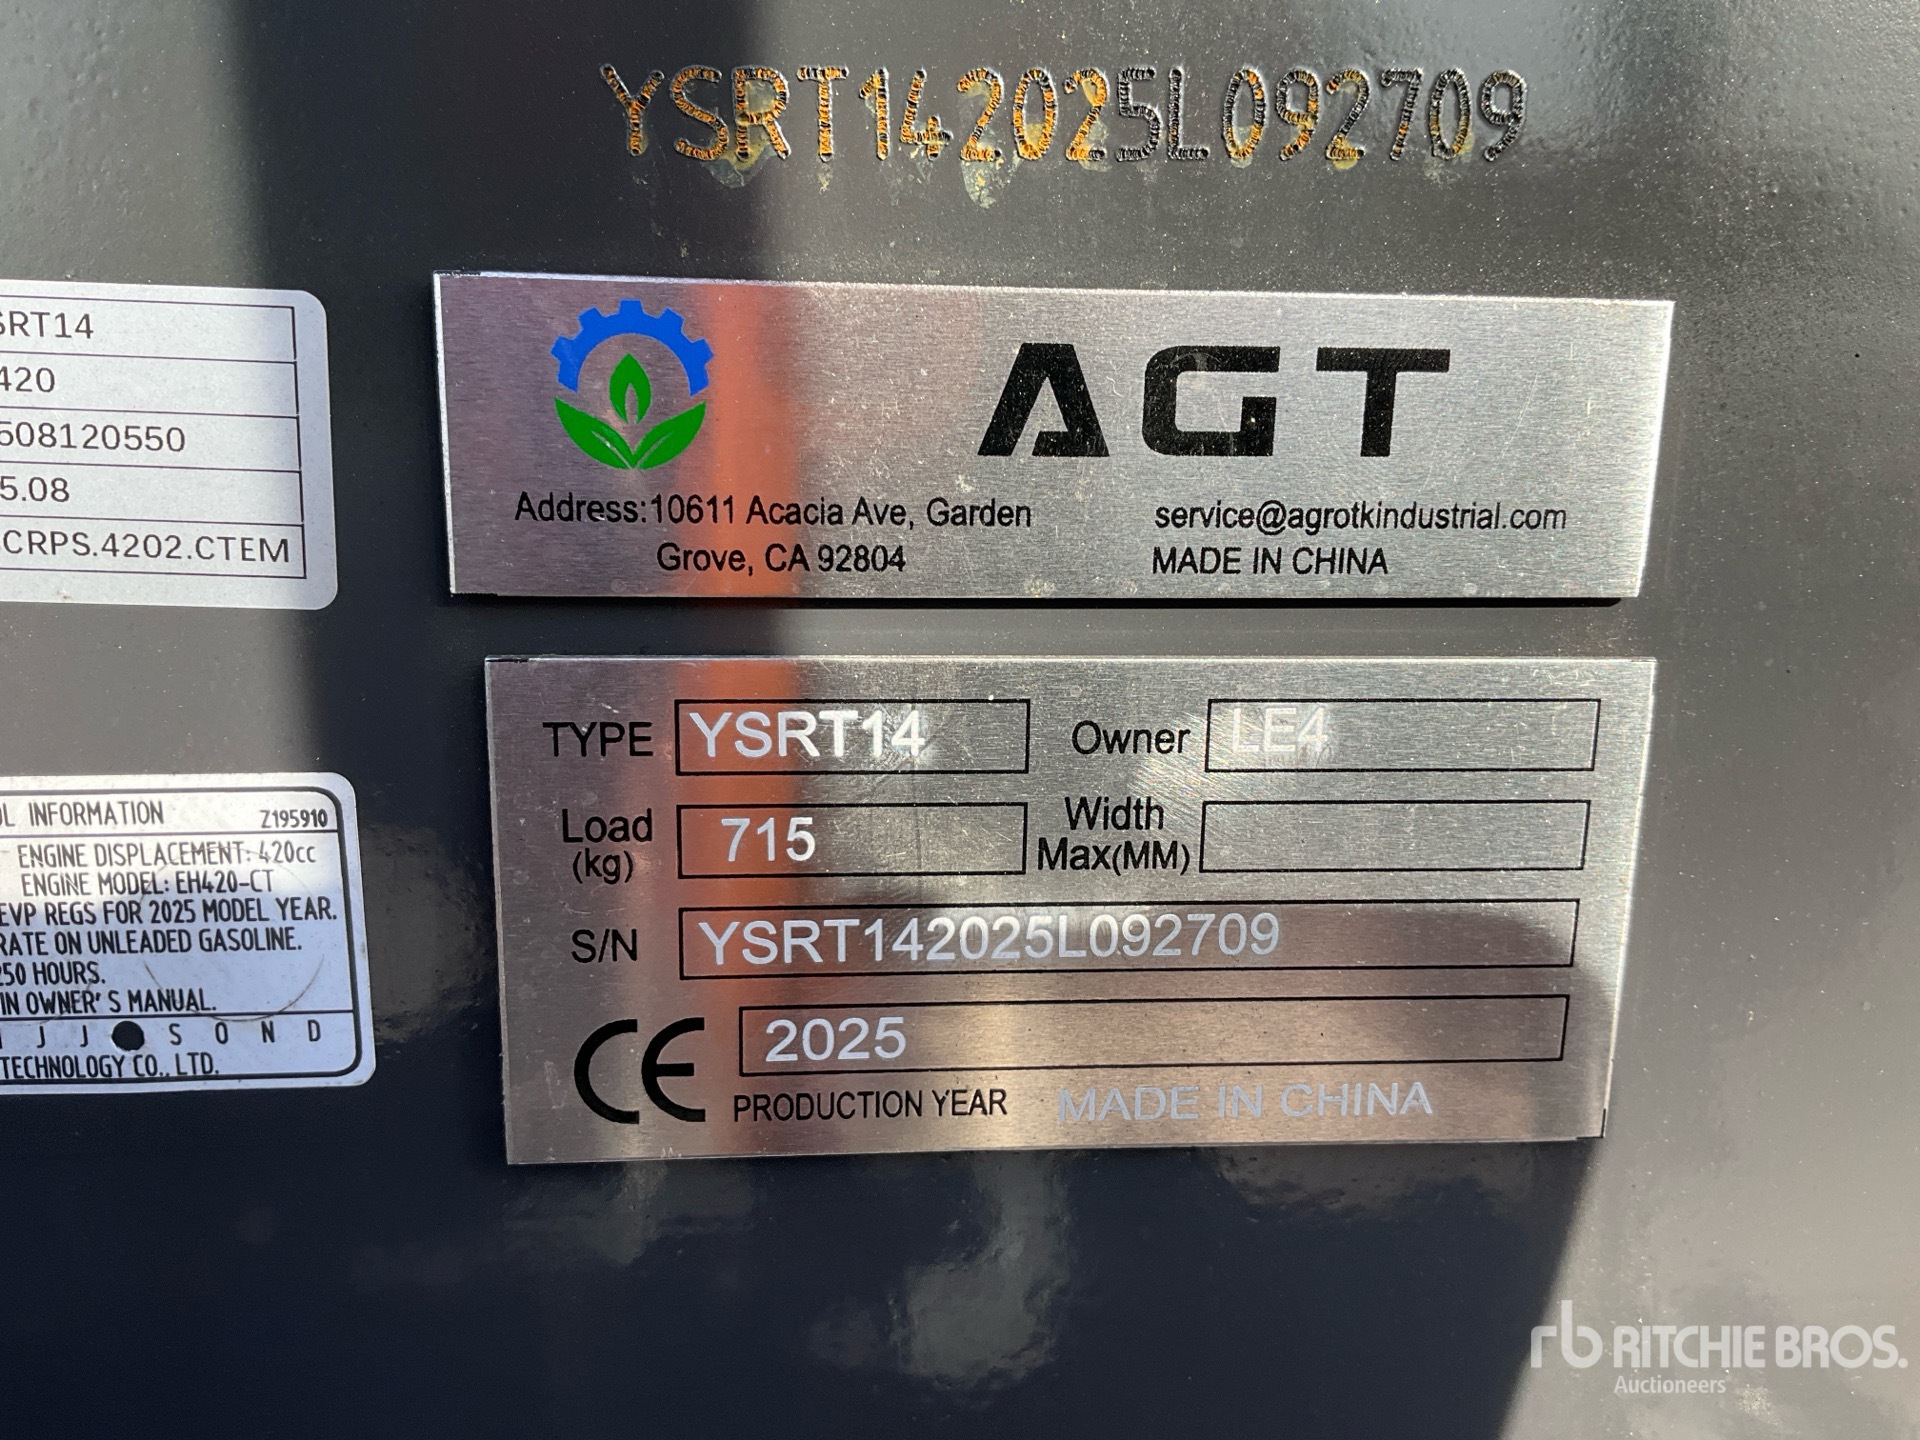 YSRT142025L092709
SRT14
420
508120550
5.08
CRPS.4202.CTEM
AGT
Address:10611 Acacia Ave, Garden
Grove, CA 92804
service@agrotkindustrial.com
MADE IN CHINA
OL INFORMATION Z195910
ENGINE DISPLACEMENT: 420cc
ENGINE MODEL: EH420-CT
EVP REGS FOR 2025 MODEL YEAR.
RATE ON UNLEADED GASOLINE.
250 HOURS.
IN OWNER'S MANUAL.
J J S O N D
TECHNOLOGY CO., LTD.
TYPE YSRT14 Owner LE4
Load (kg) 715 Width Max(MM)
S/N YSRT142025L092709
CE 2025
PRODUCTION YEAR MADE IN CHINA
rb RITCHIE BROS.
Auctioneers